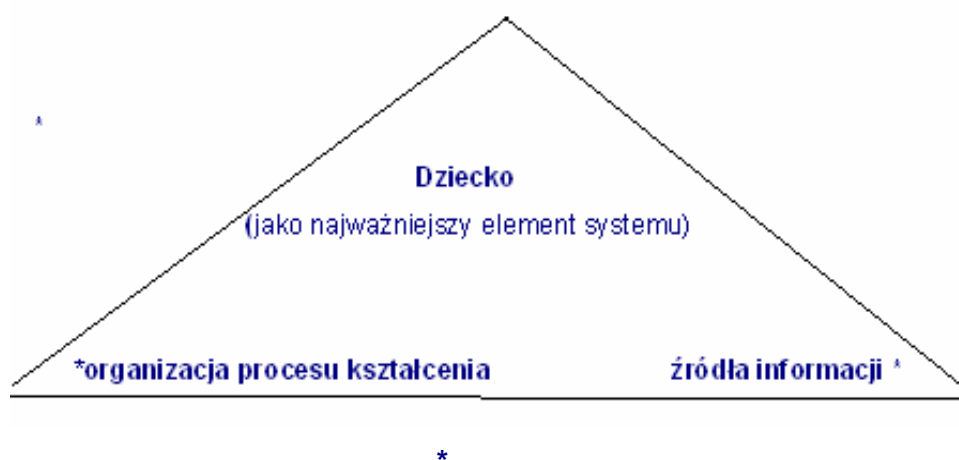 *
Dziecko
(jako najważniejszy element systemu)
*organizacja procesu kształcenia źródła informacji *
*